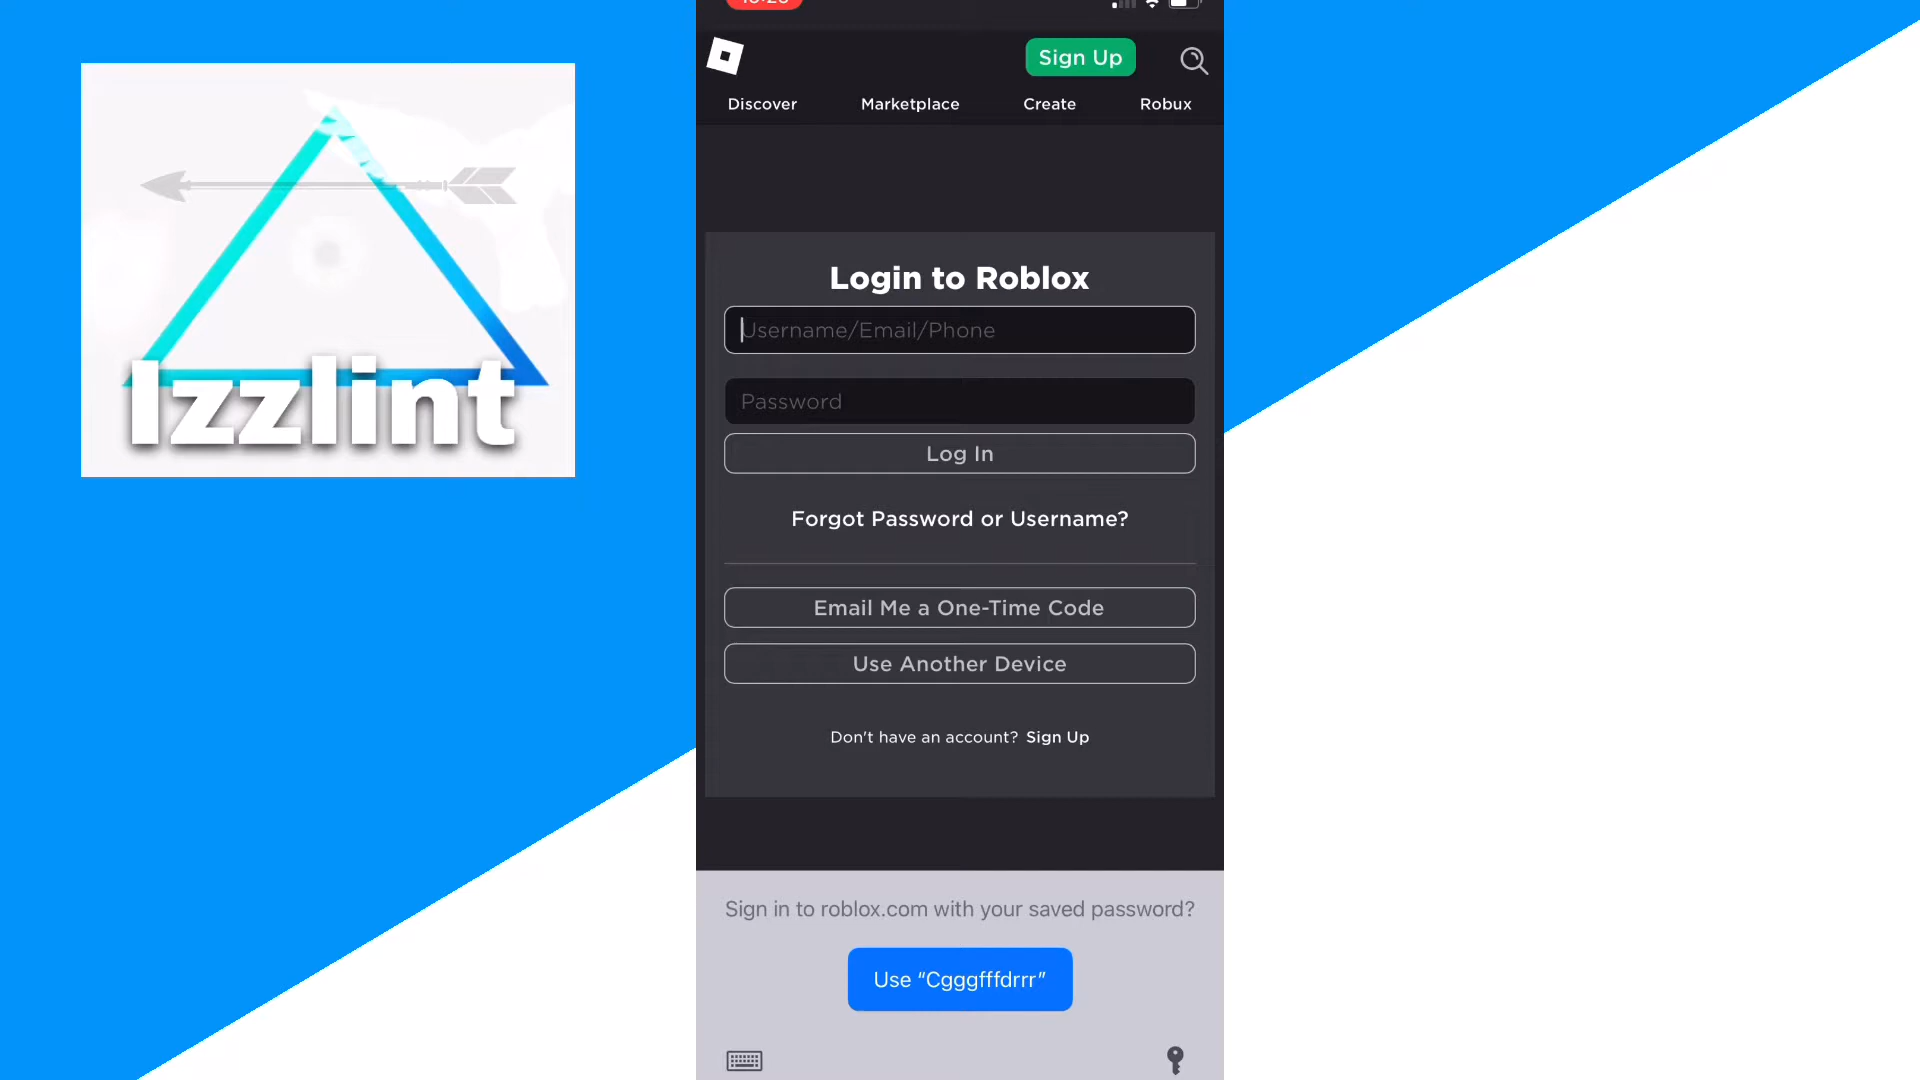 Sign Up
Discover Marketplace Create Robux
Izzlint
Login to Roblox
Username/Email/Phone
Password
Log In
Forgot Password or Username?
Email Me a One-Time Code
Use Another Device
Don't have an account? Sign Up
Sign in to roblox.com with your saved password?
Use “Cgggfffdrrr”